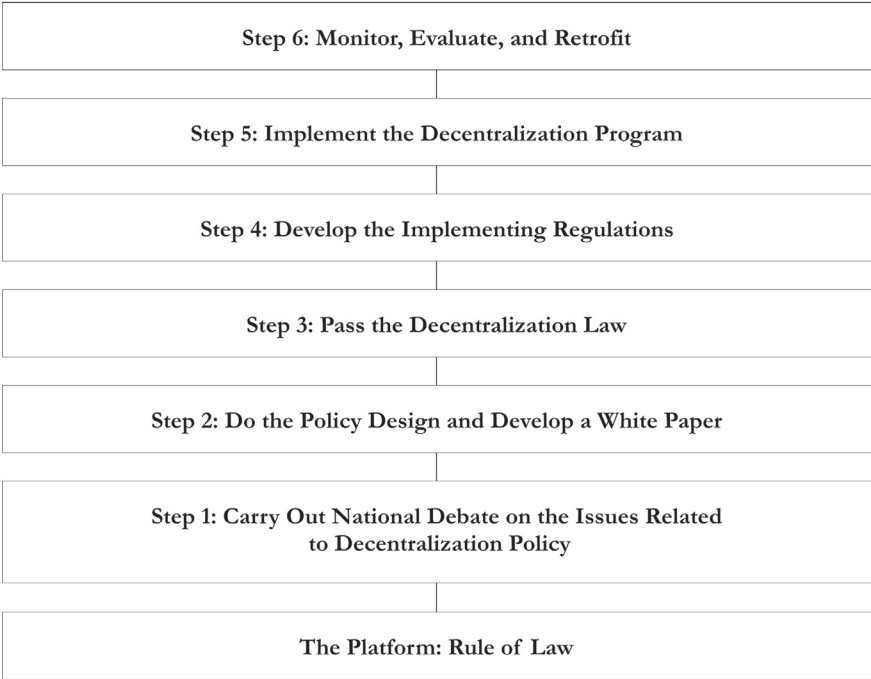 Step 6: Monitor, Evaluate, and Retrofit
Step 5: Implement the Decentralization Program
Step 4: Develop the Implementing Regulations
Step 3: Pass the Decentralization Law
Step 2: Do the Policy Design and Develop a White Paper
Step 1: Carry Out National Debate on the Issues Related
to Decentralization Policy
The Platform: Rule of Law